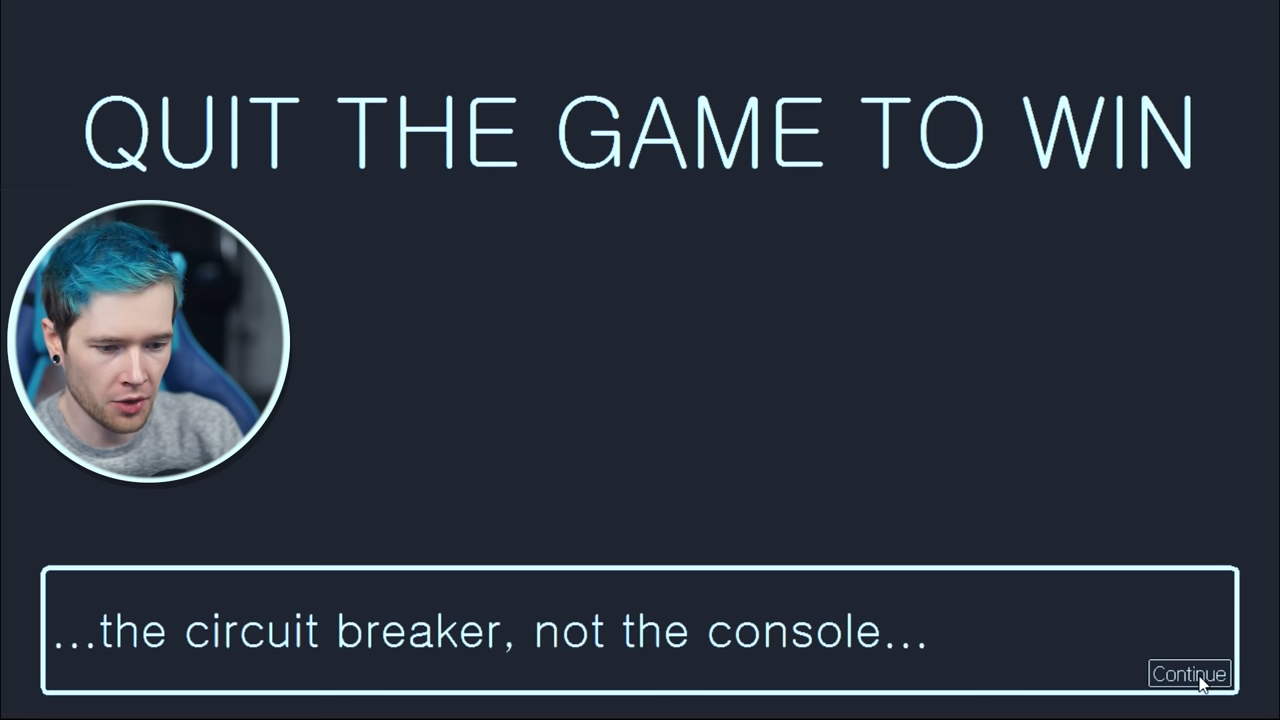 QUIT THE GAME TO WIN
...the circuit breaker, not the console...
Continue